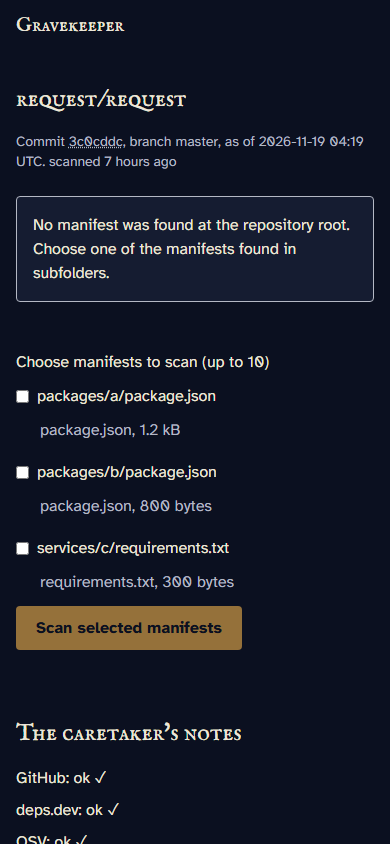 Gravekeeper
request/request
Commit 3c0cddc, branch master, as of 2026-11-19 04:19
UTC. scanned 7 hours ago
No manifest was found at the repository root.
Choose one of the manifests found in
subfolders.
Choose manifests to scan (up to 10)
packages/a/package.json
package.json, 1.2 kB
packages/b/package.json
package.json, 800 bytes
services/c/requirements.txt
requirements.txt, 300 bytes
Scan selected manifests
The caretaker’s notes
GitHub: ok ✓
deps.dev: ok ✓
OSV: ok ✓